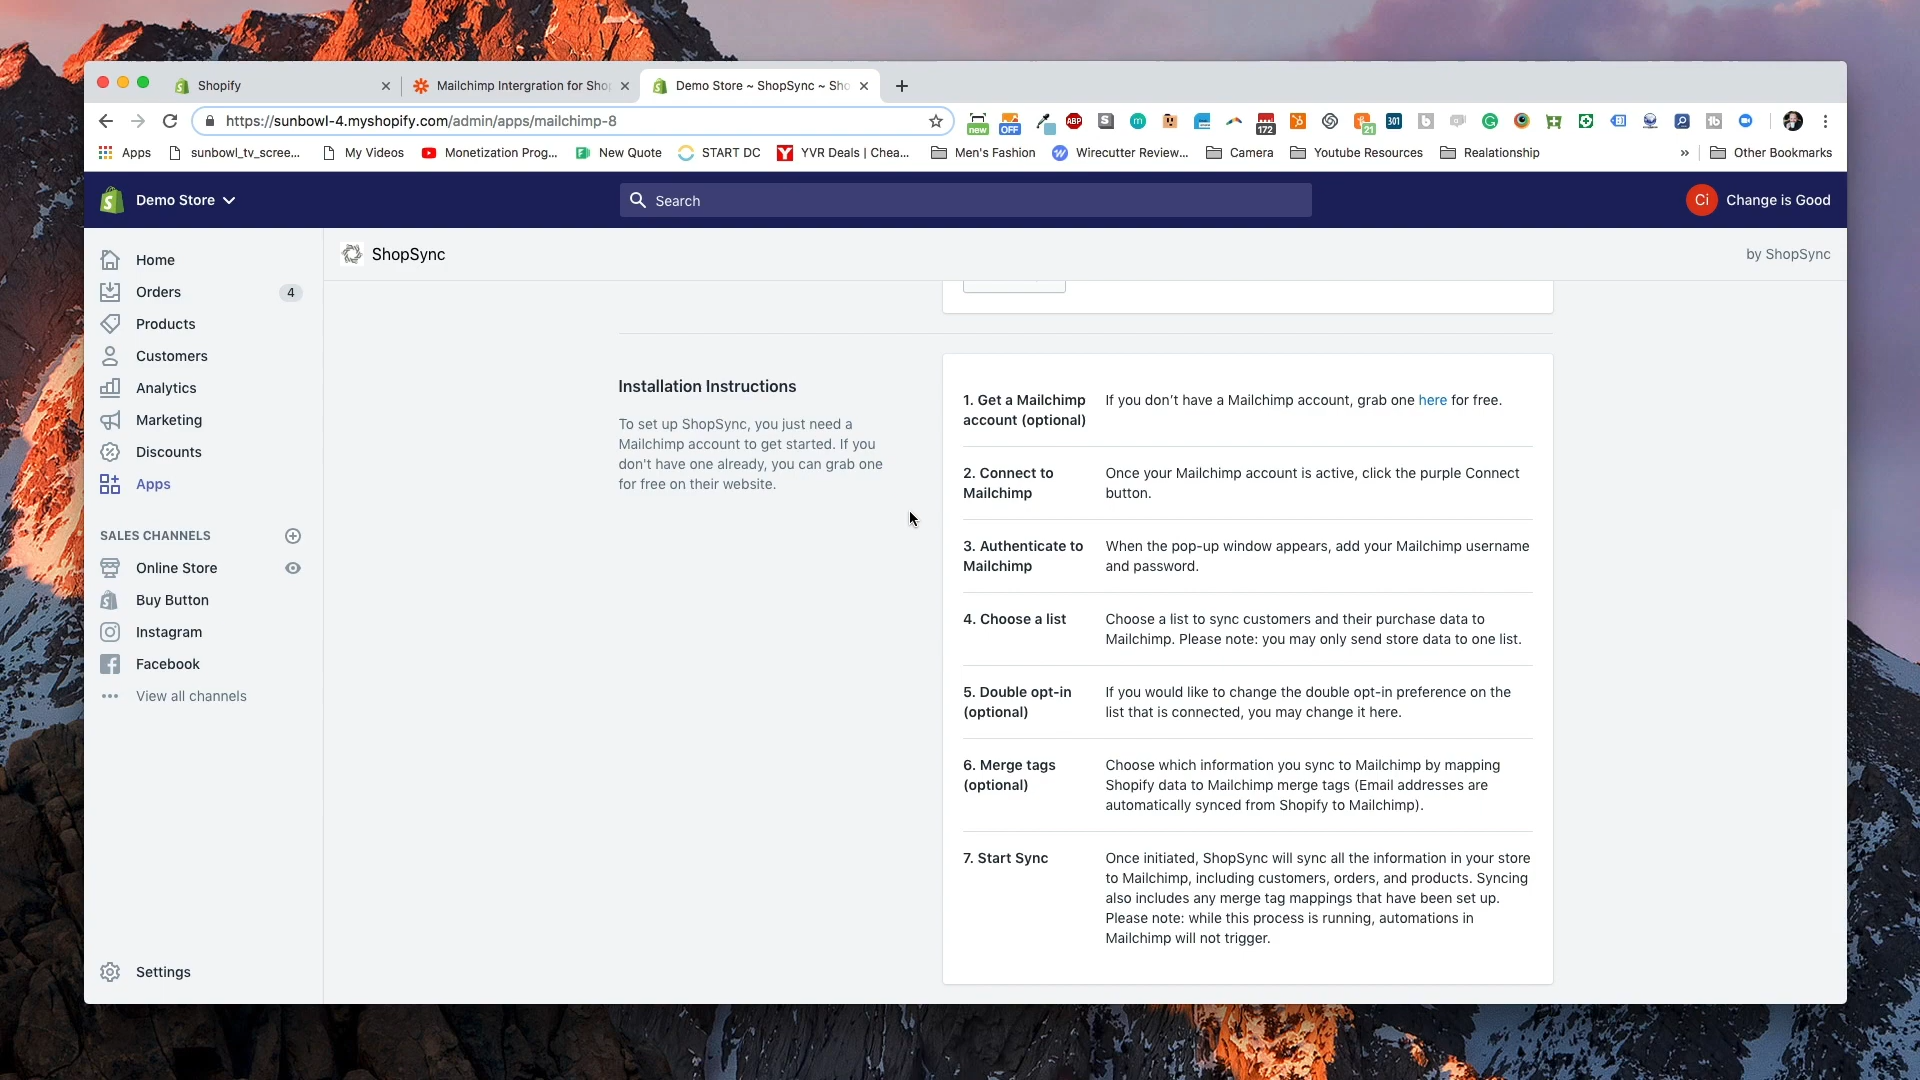 Shopify
Mailchimp Intergration for Sho
Demo Store ~ ShopSync ~ Sho
https://sunbowl-4.myshopify.com/admin/apps/mailchimp-8
new
OFF
ABP
S
m
172
21
301
b
Apps
sunbowl_tv_scree...
My Videos
Monetization Prog...
New Quote
START DC
YVR Deals | Chea...
Men's Fashion
Wirecutter Review...
Camera
Youtube Resources
Realationship
»
Other Bookmarks
Demo Store
Search
Ci
Change is Good
ShopSync
by ShopSync
Home
Orders
4
Products
Customers
Analytics
Marketing
Discounts
Apps
SALES CHANNELS
Online Store
Buy Button
Instagram
Facebook
View all channels
Settings
Installation Instructions
To set up ShopSync, you just need a
Mailchimp account to get started. If you
don't have one already, you can grab one
for free on their website.
1. Get a Mailchimp
account (optional)
If you don't have a Mailchimp account, grab one here for free.
2. Connect to
Mailchimp
Once your Mailchimp account is active, click the purple Connect
button.
3. Authenticate to
Mailchimp
When the pop-up window appears, add your Mailchimp username
and password.
4. Choose a list
Choose a list to sync customers and their purchase data to
Mailchimp. Please note: you may only send store data to one list.
5. Double opt-in
(optional)
If you would like to change the double opt-in preference on the
list that is connected, you may change it here.
6. Merge tags
(optional)
Choose which information you sync to Mailchimp by mapping
Shopify data to Mailchimp merge tags (Email addresses are
automatically synced from Shopify to Mailchimp).
7. Start Sync
Once initiated, ShopSync will sync all the information in your store
to Mailchimp, including customers, orders, and products. Syncing
also includes any merge tag mappings that have been set up.
Please note: while this process is running, automations in
Mailchimp will not trigger.